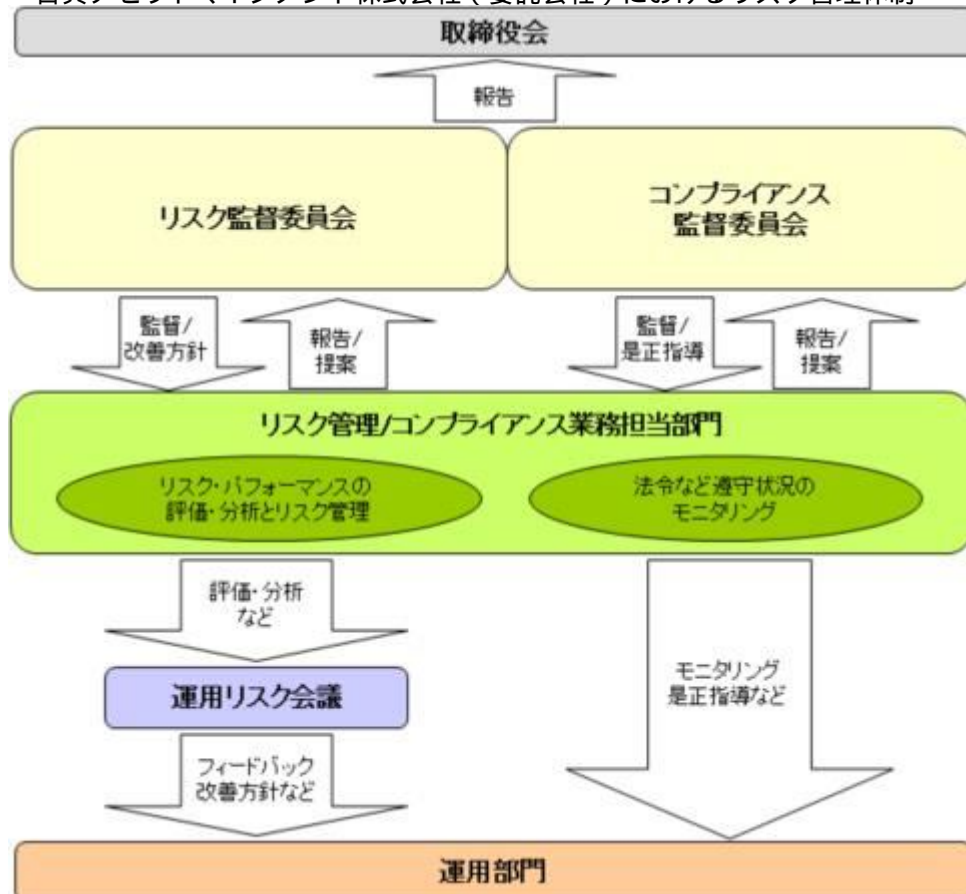 取締役会
報告
リスク監督委員会
コンプライアンス
監督委員会
監督/
改善方針
報告/
提案
監督/
是正指導
報告/
提案
リスク管理/コンプライアンス業務担当部門
リスク・パフォーマンスの
評価・分析とリスク管理
法令など遵守状況の
モニタリング
評価・分析
など
運用リスク会議
モニタリング
是正指導など
フィードバック
改善方針など
運用部門